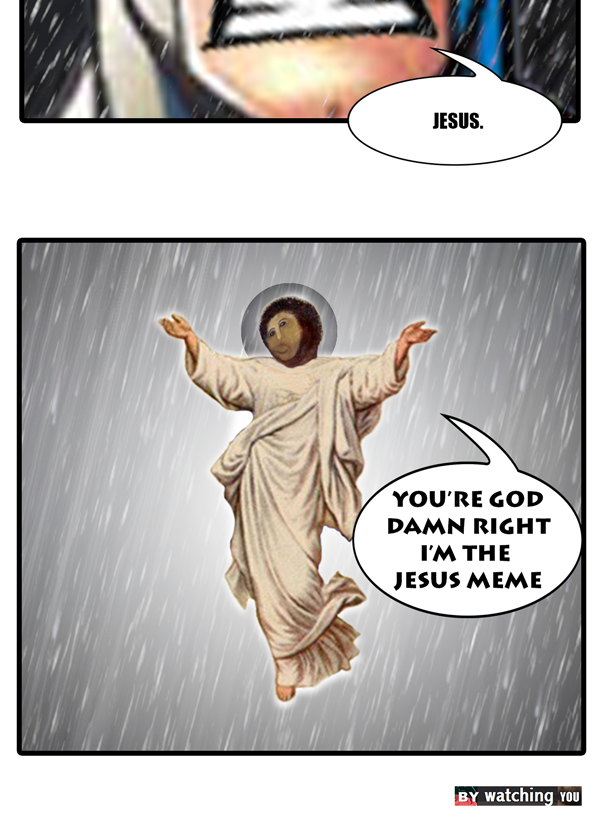 JESUS.
YOU'RE GOD
DAMN RIGHT
I'M THE
JESUS MEME
BY watching YOU